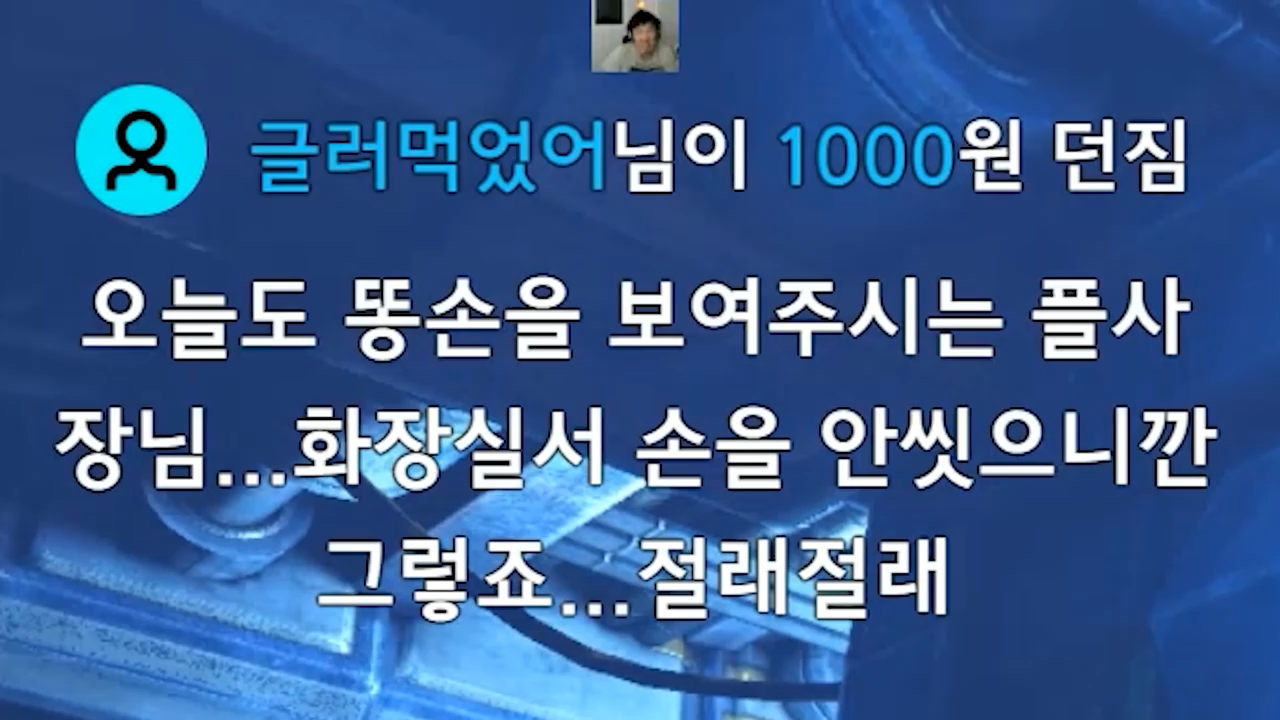 글러먹었어님이 1000원 던짐
오늘도 똥손을 보여주시는 플사
장님...화장실서 손을 안씻으니깐
그렇죠...절래절래